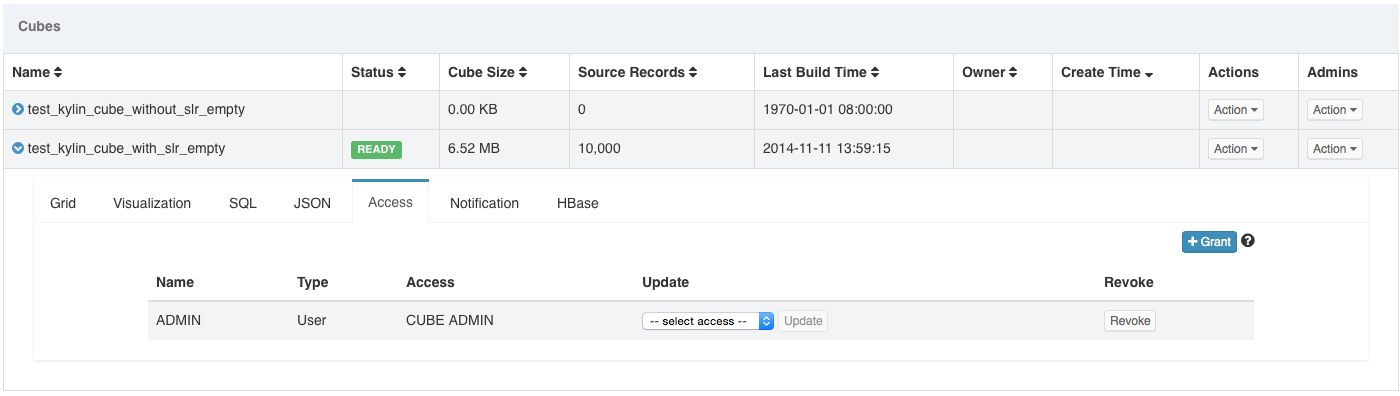 Cubes
Name Status Cube Size Source Records Last Build Time Owner Create Time Actions Admins
test_kylin_cube_without_slr_empty 0.00 KB 0 1970-01-01 08:00:00 Action Action
test_kylin_cube_with_slr_empty READY 6.52 MB 10,000 2014-11-11 13:59:15 Action Action
Grid Visualization SQL JSON Access Notification HBase
+ Grant ?
Name Type Access Update Revoke
ADMIN User CUBE ADMIN -- select access -- Update Revoke